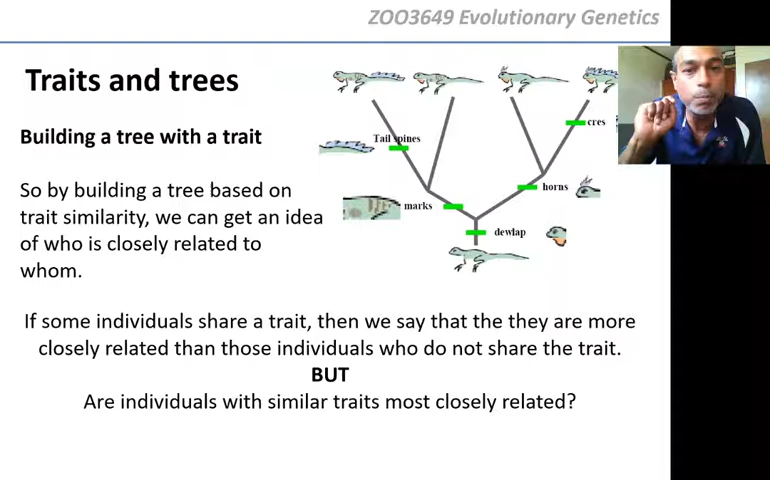 ZOO3649 Evolutionary Genetics
Traits and trees
Building a tree with a trait
So by building a tree based on
trait similarity, we can get an idea
of who is closely related to
whom.
Tail spines
cres
horns
marks
dewlap
If some individuals share a trait, then we say that the they are more
closely related than those individuals who do not share the trait.
BUT
Are individuals with similar traits most closely related?